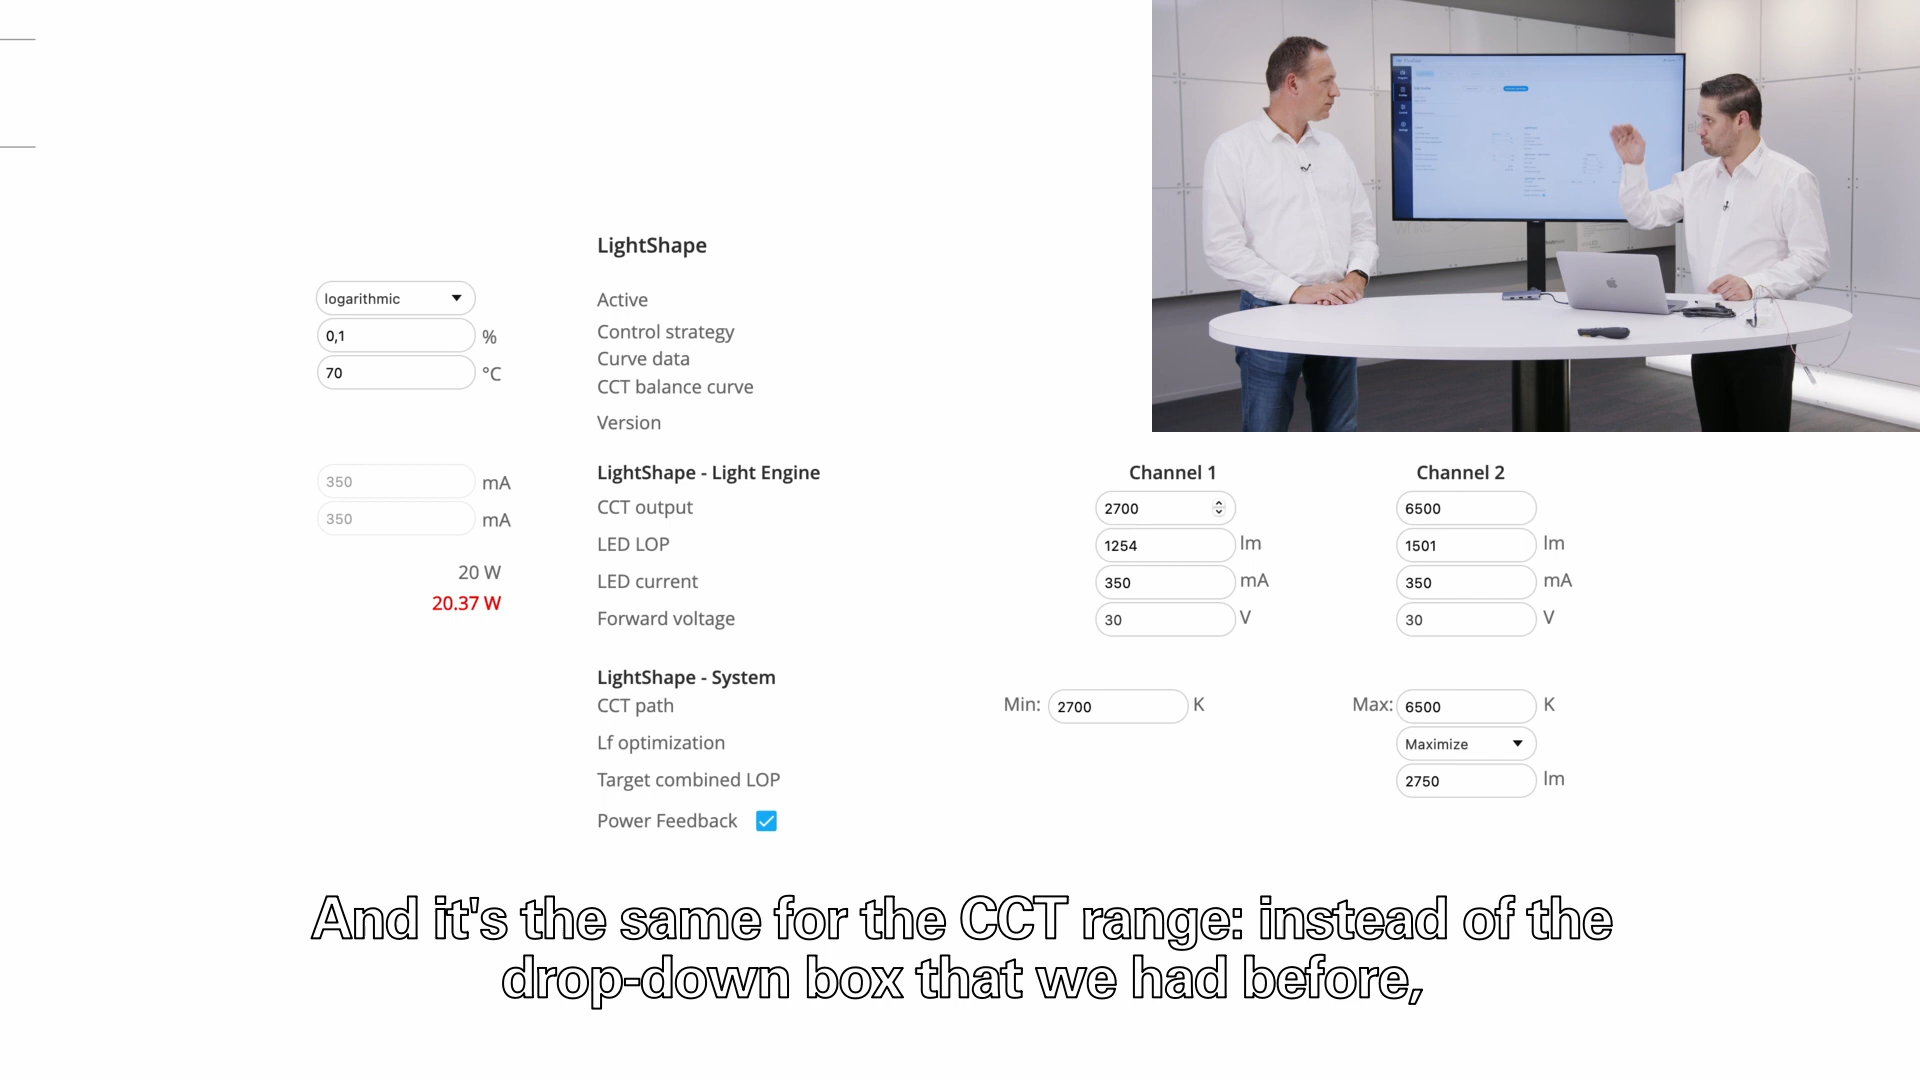 LightShape
logarithmic
Active
0,1 %
Control strategy
70 °C
Curve data
CCT balance curve
Version
350 mA
350 mA
20 W
20.37 W
LightShape - Light Engine
Channel 1
Channel 2
CCT output
2700
6500
LED LOP
1254 lm
1501 lm
LED current
350 mA
350 mA
Forward voltage
30 V
30 V
LightShape - System
CCT path
Min: 2700 K
Max: 6500 K
Lf optimization
Maximize
Target combined LOP
2750 lm
Power Feedback
And it's the same for the CCT range: instead of the
drop-down box that we had before,